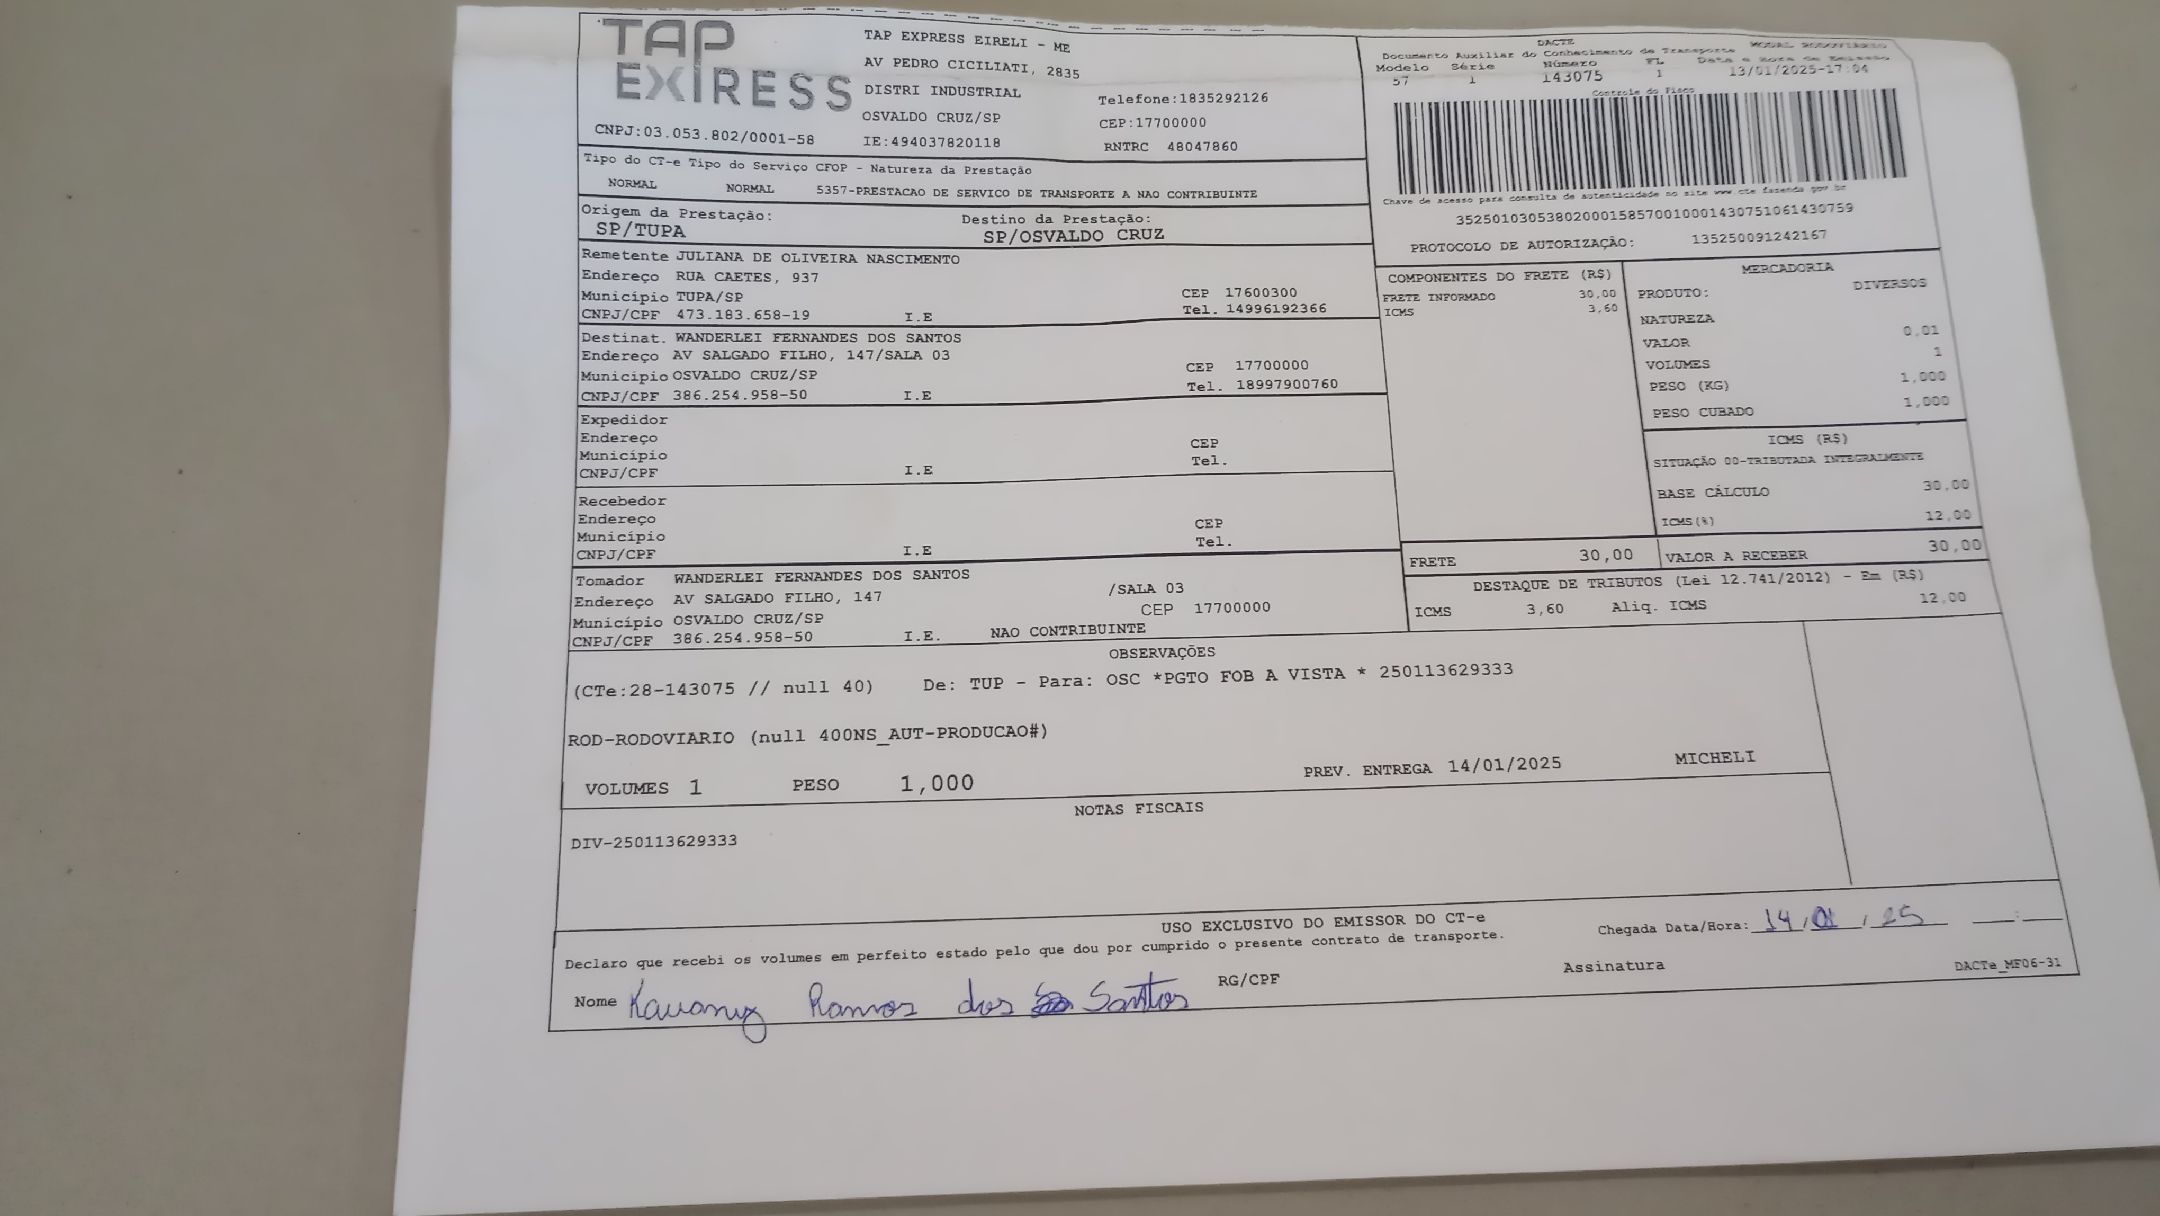 TAP EXPRESS
TAP EXPRESS EIRELI - ME
AV PEDRO CICILIATI, 2835
DISTRI INDUSTRIAL
Telefone:1835292126
OSVALDO CRUZ/SP
CEP:17700000
CNPJ:03.053.802/0001-58
IE:494037820118
RNTRC 48047860
DACTE MODAL RODOVIÁRIO
Documento Auxiliar do Conhecimento de Transporte
Modelo Série Número FL Data e Hora de Emissão
57 1 143075 1 13/01/2025-17:04
Controle do Fisco
Chave de acesso para consulta de autenticidade no site www cte fazenda gov br
35250103053802000158570010001430751061430759
PROTOCOLO DE AUTORIZAÇÃO: 135250091242167
Tipo do CT-e Tipo do Serviço CFOP - Natureza da Prestação
NORMAL NORMAL 5357-PRESTACAO DE SERVICO DE TRANSPORTE A NAO CONTRIBUINTE
Origem da Prestação: Destino da Prestação:
SP/TUPA SP/OSVALDO CRUZ
Remetente JULIANA DE OLIVEIRA NASCIMENTO
Endereço RUA CAETES, 937
Município TUPA/SP CEP 17600300
CNPJ/CPF 473.183.658-19 I.E Tel. 14996192366
Destinat. WANDERLEI FERNANDES DOS SANTOS
Endereço AV SALGADO FILHO, 147/SALA 03
Municipio OSVALDO CRUZ/SP CEP 17700000
CNPJ/CPF 386.254.958-50 I.E Tel. 18997900760
Expedidor
Endereço CEP
Município Tel.
CNPJ/CPF I.E
Recebedor
Endereço CEP
Município Tel.
CNPJ/CPF I.E
Tomador WANDERLEI FERNANDES DOS SANTOS
Endereço AV SALGADO FILHO, 147 /SALA 03
Município OSVALDO CRUZ/SP CEP 17700000
CNPJ/CPF 386.254.958-50 I.E. NAO CONTRIBUINTE
COMPONENTES DO FRETE (R$)
FRETE INFORMADO 30,00
ICMS 3,60
MERCADORIA
PRODUTO: DIVERSOS
NATUREZA
VALOR 0,01
VOLUMES 1
PESO (KG) 1,000
PESO CUBADO 1,000
ICMS (R$)
SITUAÇÃO 00-TRIBUTADA INTEGRALMENTE
BASE CÁLCULO 30,00
ICMS(%) 12,00
FRETE 30,00 VALOR A RECEBER 30,00
DESTAQUE DE TRIBUTOS (Lei 12.741/2012) - Em (R$)
ICMS 3,60 Aliq. ICMS 12,00
OBSERVAÇÕES
(CTe:28-143075 // null 40) De: TUP - Para: OSC *PGTO FOB A VISTA * 250113629333
ROD-RODOVIARIO (null 400NS_AUT-PRODUCAO#)
VOLUMES 1 PESO 1,000 PREV. ENTREGA 14/01/2025 MICHELI
NOTAS FISCAIS
DIV-250113629333
USO EXCLUSIVO DO EMISSOR DO CT-e
Declaro que recebi os volumes em perfeito estado pelo que dou por cumprido o presente contrato de transporte.
Chegada Data/Hora: 14/01/25 __:__
Nome Kauany Ramos dos Santos RG/CPF Assinatura
DACTe_MF06-31